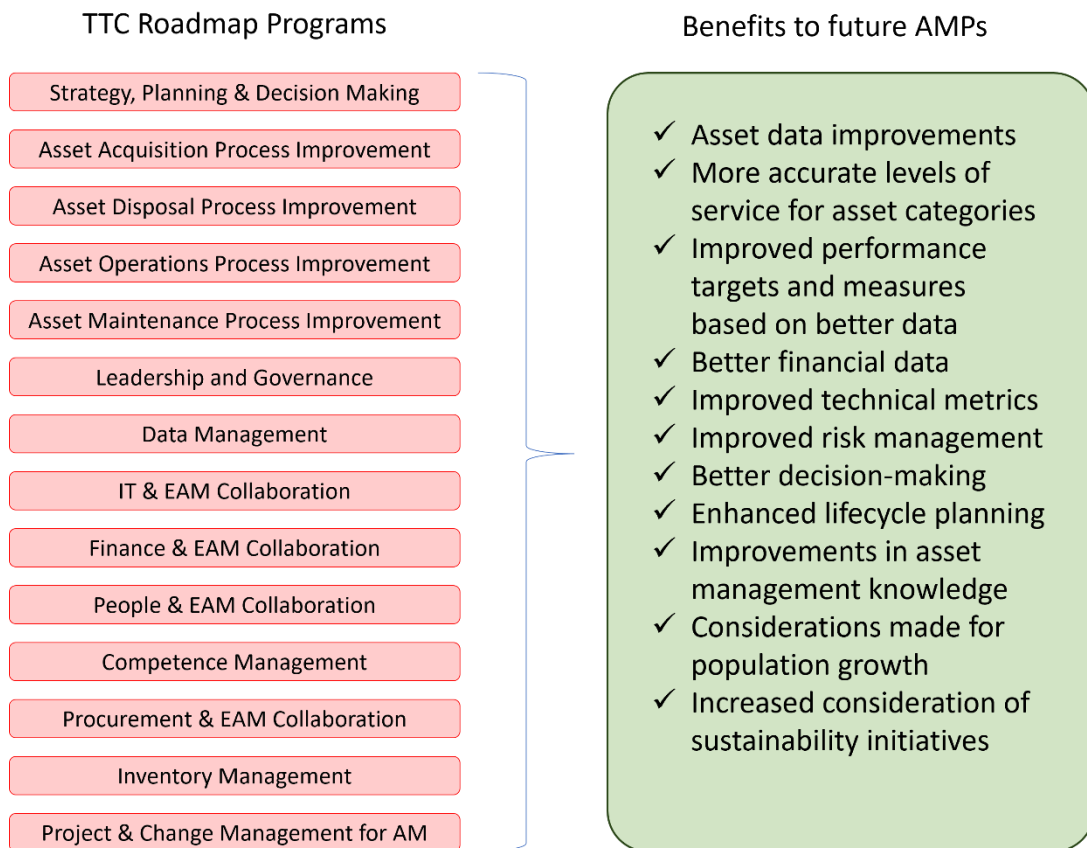 TTC Roadmap Programs
Strategy, Planning & Decision Making
Asset Acquisition Process Improvement
Asset Disposal Process Improvement
Asset Operations Process Improvement
Asset Maintenance Process Improvement
Leadership and Governance
Data Management
IT & EAM Collaboration
Finance & EAM Collaboration
People & EAM Collaboration
Competence Management
Procurement & EAM Collaboration
Inventory Management
Project & Change Management for AM
Benefits to future AMPs
✓ Asset data improvements
✓ More accurate levels of
service for asset categories
✓ Improved performance
targets and measures
based on better data
✓ Better financial data
✓ Improved technical metrics
✓ Improved risk management
✓ Better decision-making
✓ Enhanced lifecycle planning
✓ Improvements in asset
management knowledge
✓ Considerations made for
population growth
✓ Increased consideration of
sustainability initiatives